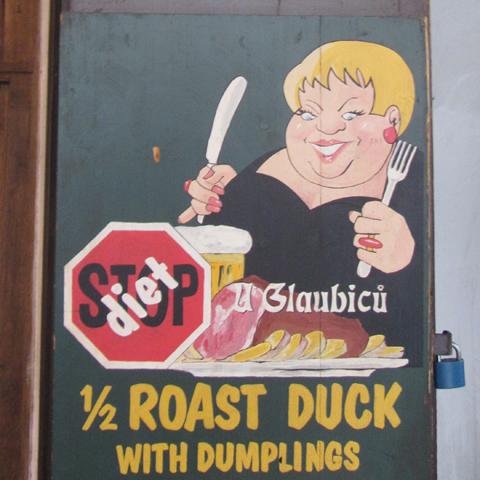 STOP
diet
U Glaubiců
½ ROAST DUCK
WITH DUMPLINGS